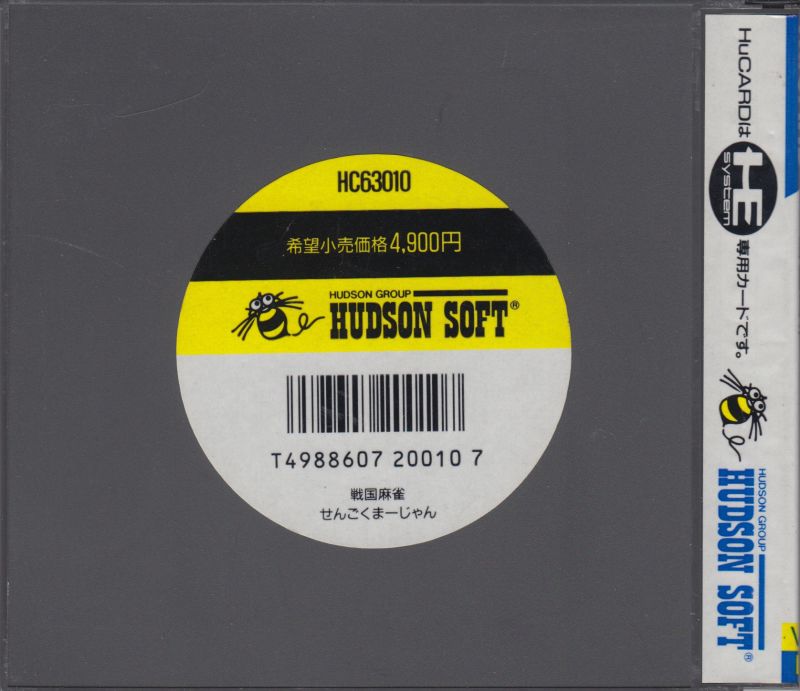 HC63010
希望小売価格4,900円
HUDSON GROUP
HUDSON SOFT®
T4988607 20010 7
戦国麻雀
せんごくまーじゃん
HuCARDは
HE
system
専用カードです。
HUDSON GROUP
HUDSON SOFT®